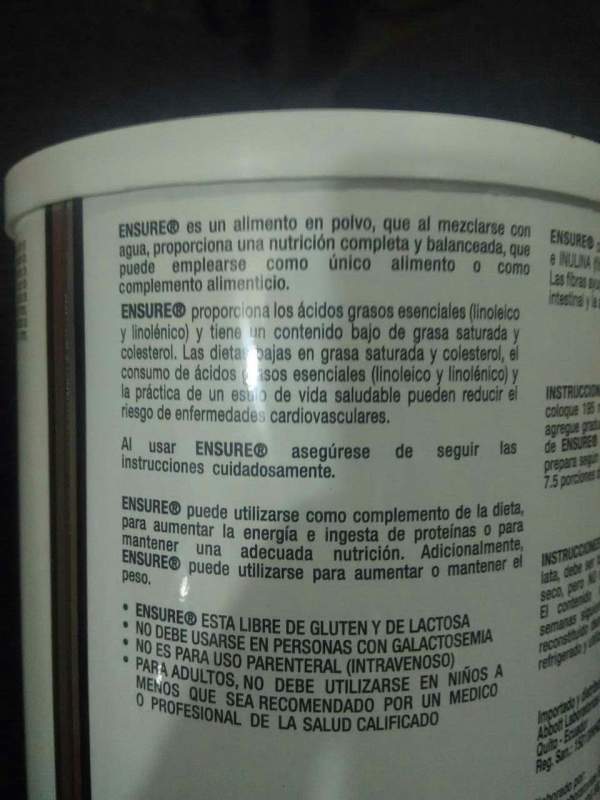 ENSURE® es un alimento en polvo, que al mezclarse con
agua, proporciona una nutrición completa y balanceada, que
puede emplearse como único alimento o como
complemento alimenticio.
ENSURE® proporciona los ácidos grasos esenciales (linoleico
y linolénico) y tiene un contenido bajo de grasa saturada y
colesterol. Las dietas bajas en grasa saturada y colesterol, el
consumo de ácidos grasos esenciales (linoleico y linolénico) y
la práctica de un estilo de vida saludable pueden reducir el
riesgo de enfermedades cardiovasculares.
Al usar ENSURE® asegúrese de seguir las
instrucciones cuidadosamente.
ENSURE® puede utilizarse como complemento de la dieta,
para aumentar la energía e ingesta de proteínas o para
mantener una adecuada nutrición. Adicionalmente,
ENSURE® puede utilizarse para aumentar o mantener el
peso.
• ENSURE® ESTA LIBRE DE GLUTEN Y DE LACTOSA
• NO DEBE USARSE EN PERSONAS CON GALACTOSEMIA
• NO ES PARA USO PARENTERAL (INTRAVENOSO)
• PARA ADULTOS, NO DEBE UTILIZARSE EN NIÑOS A
MENOS QUE SEA RECOMENDADO POR UN MEDICO
O PROFESIONAL DE LA SALUD CALIFICADO
ENSURE®
e INULINA
Las fibras
intestinal y la
coloque 195
agregue
de ENSURE®
prepara
7.5 porciones
lata, debe ser
seco, pero NO
El contenido
semanas
refrigerado y
Importado y
Abbott
Quito - Ecuador
Reg. San.: